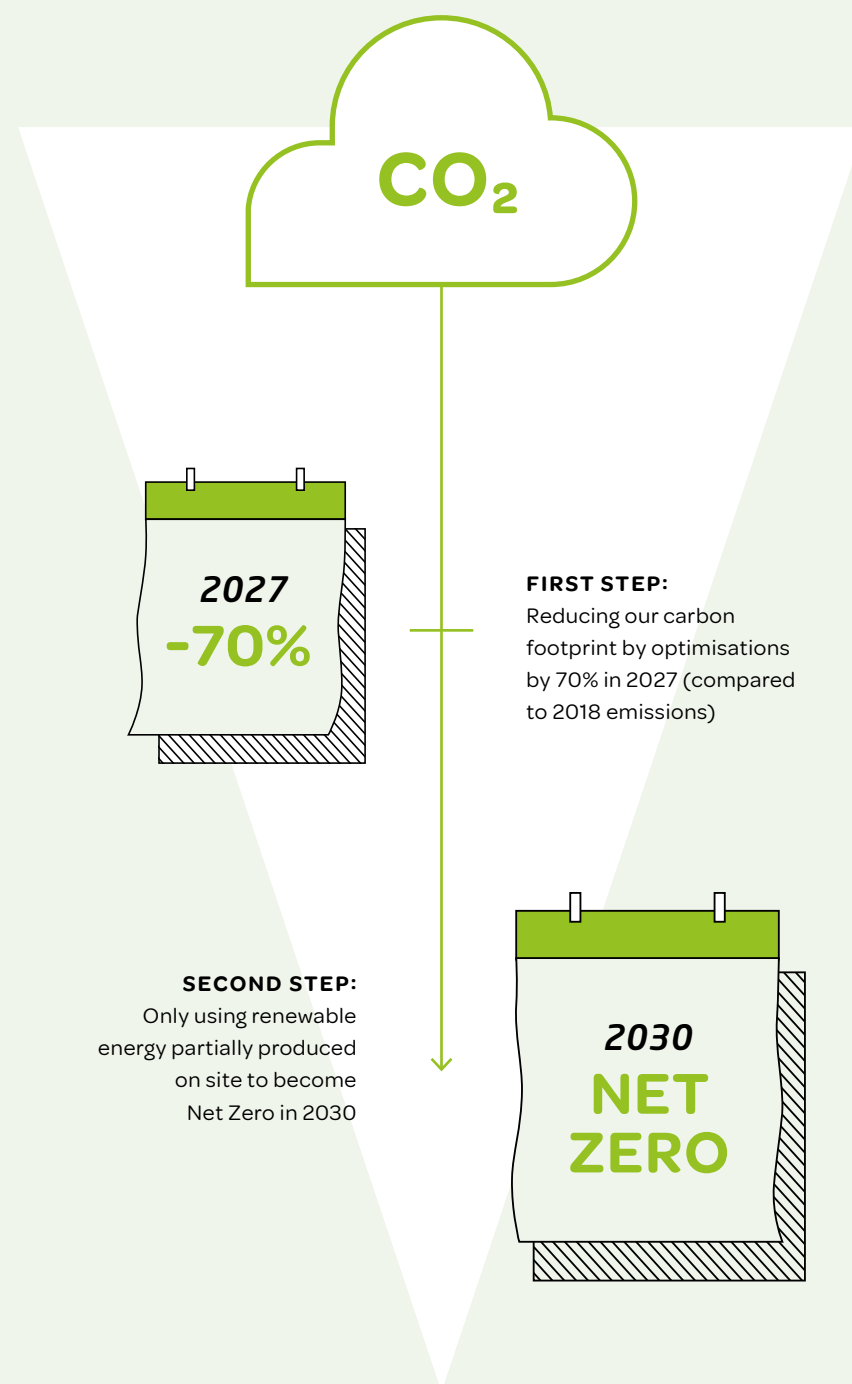 CO₂
2027
-70%
FIRST STEP:
Reducing our carbon
footprint by optimisations
by 70% in 2027 (compared
to 2018 emissions)
SECOND STEP:
Only using renewable
energy partially produced
on site to become
Net Zero in 2030
2030
NET
ZERO